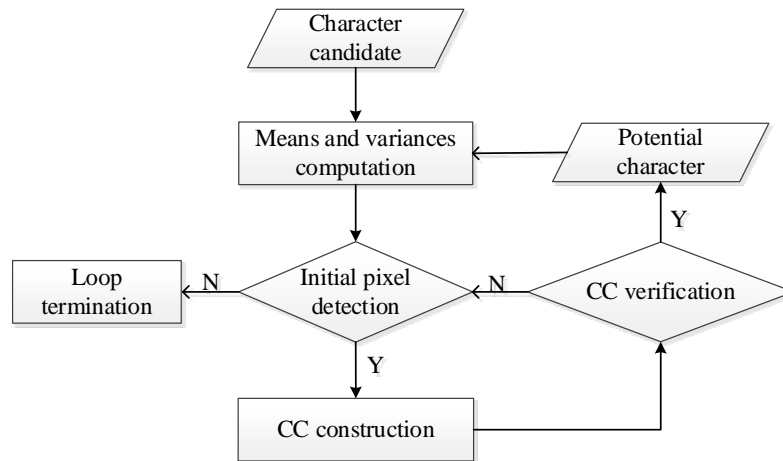 Character
candidate
Means and variances
computation
Potential
character
Y
Loop
termination
N
Initial pixel
detection
N
CC verification
Y
CC construction